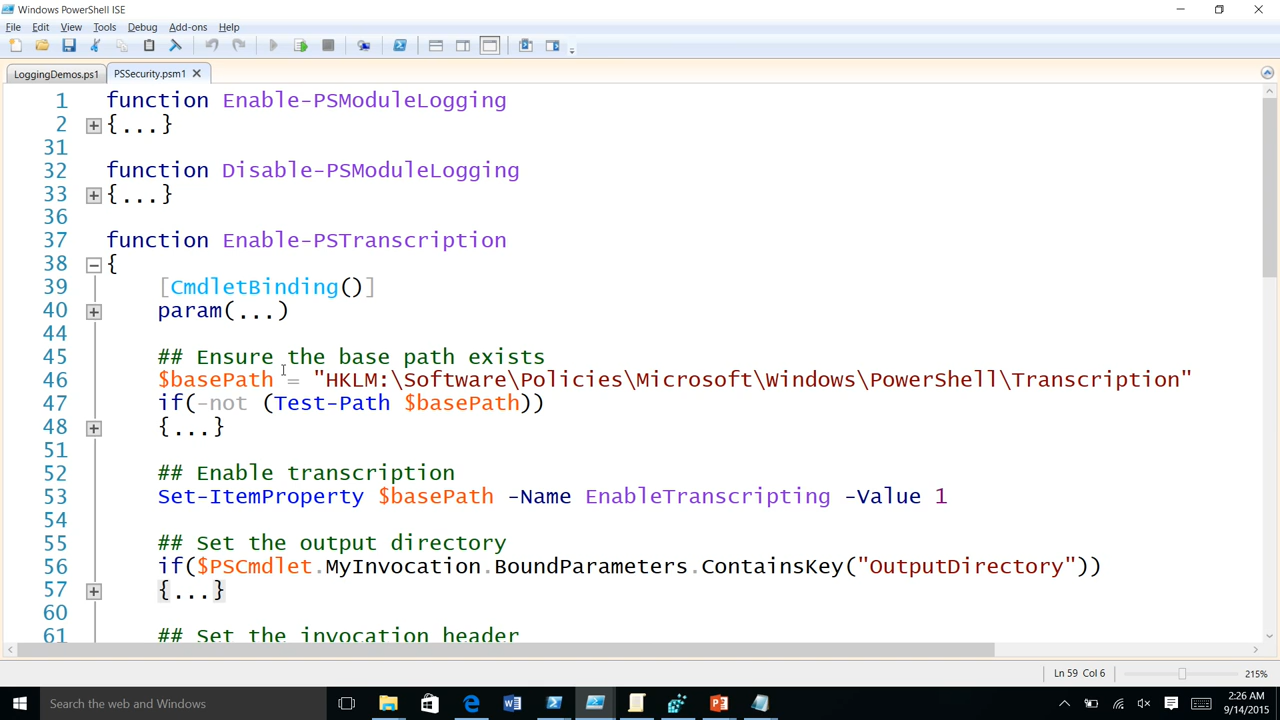 Windows PowerShell ISE
File Edit View Tools Debug Add-ons Help
LoggingDemos.ps1 PSSecurity.psm1
1 function Enable-PSModuleLogging
2 {...}
31
32 function Disable-PSModuleLogging
33 {...}
36
37 function Enable-PSTranscription
38 {
39 [CmdletBinding()]
40 param(...)
44
45 ## Ensure the base path exists
46 $basePath = "HKLM:\Software\Policies\Microsoft\Windows\PowerShell\Transcription"
47 if(-not (Test-Path $basePath))
48 {...}
51
52 ## Enable transcription
53 Set-ItemProperty $basePath -Name EnableTranscripting -Value 1
54
55 ## Set the output directory
56 if($PSCmdlet.MyInvocation.BoundParameters.ContainsKey("OutputDirectory"))
57 {...}
60
61 ## Set the invocation header
Ln 59 Col 6 215%
Search the web and Windows
2:26 AM
9/14/2015